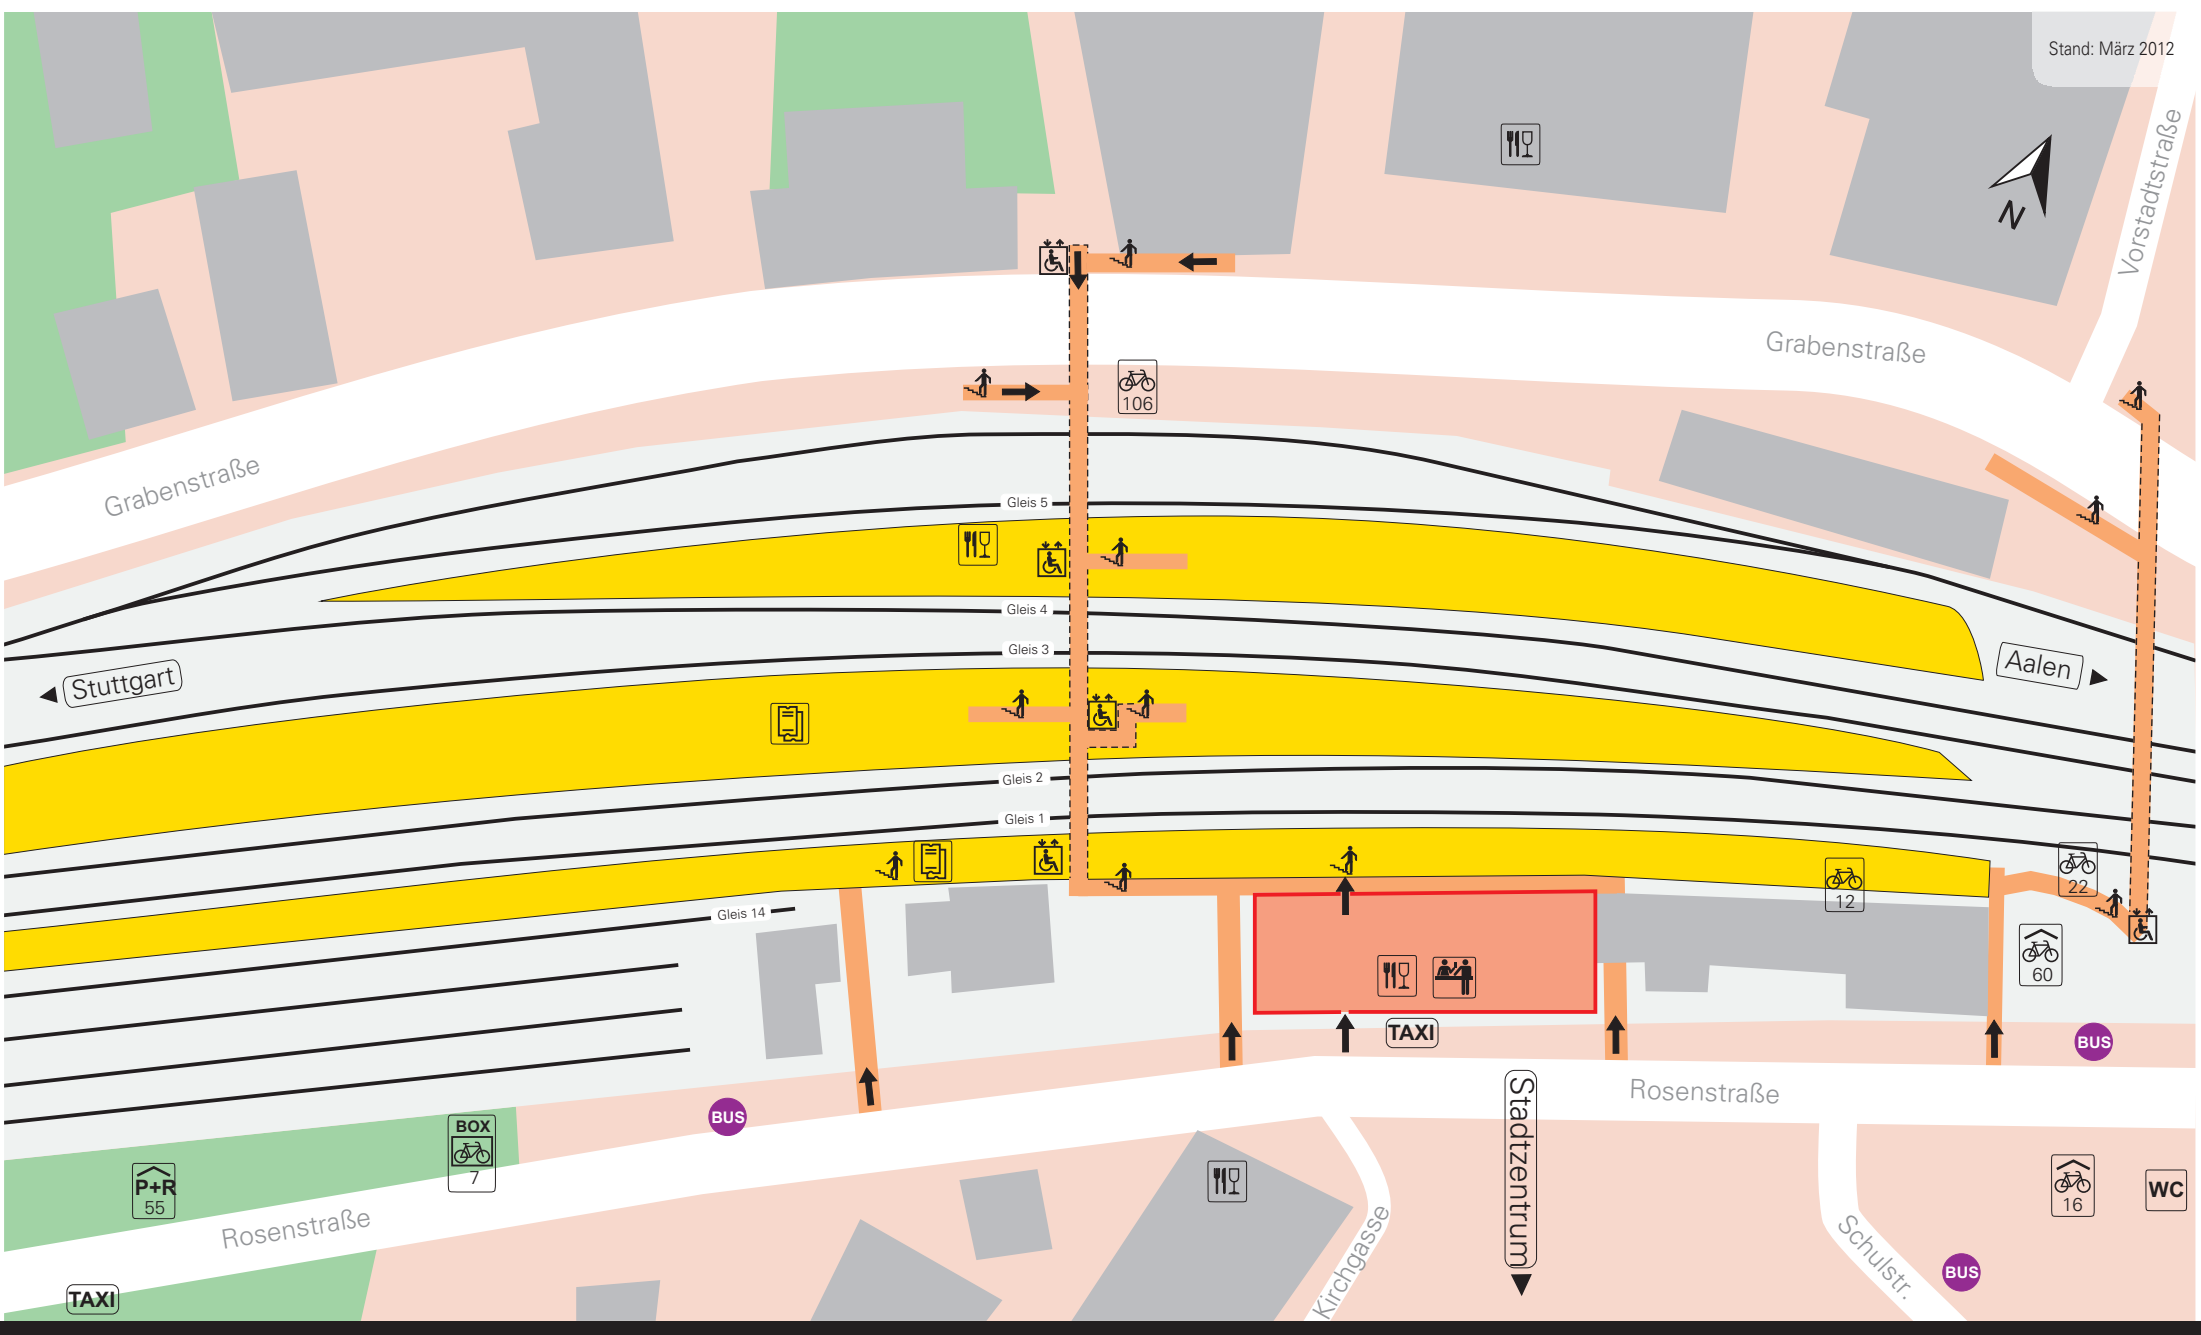 Stand: März 2012
Vorstadtstraße
N
Grabenstraße
106
Grabenstraße
Gleis 5
Gleis 4
Gleis 3
Stuttgart
Aalen
Gleis 2
Gleis 1
22
12
Gleis 14
60
TAXI
BUS
BUS
Rosenstraße
Stadtzentrum
BOX
7
P+R
55
16
WC
Rosenstraße
Kirchgasse
Schulstr.
BUS
TAXI